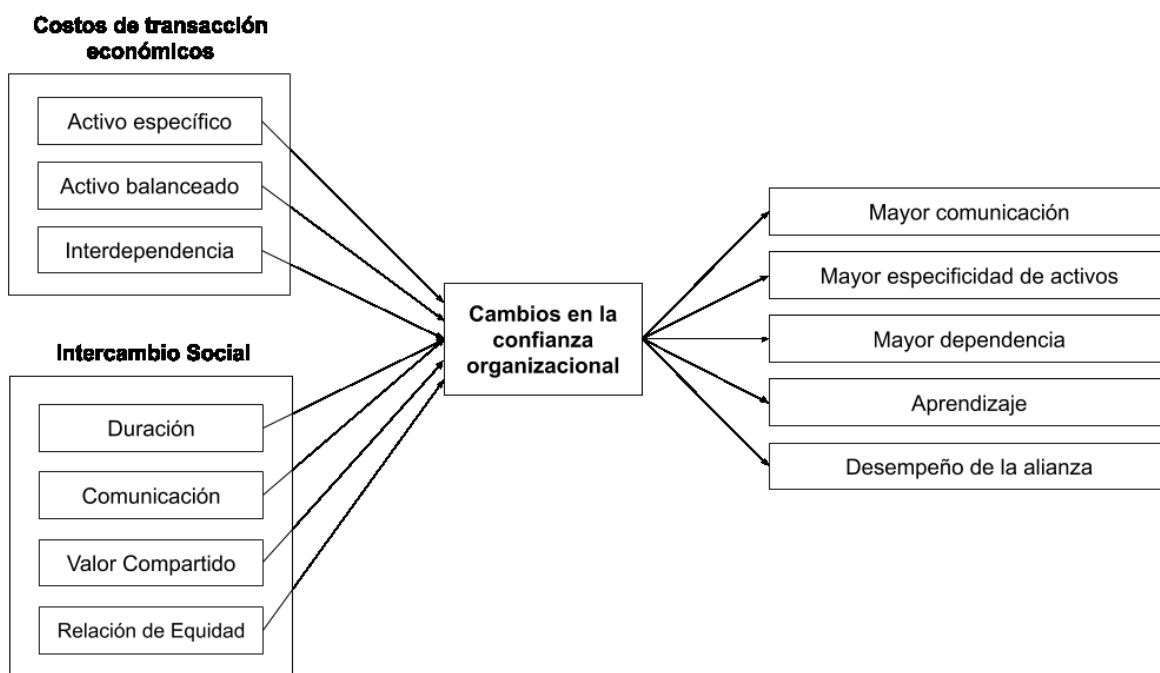 Costos de transacción
económicos
Activo específico
Activo balanceado
Interdependencia
Intercambio Social
Duración
Comunicación
Valor Compartido
Relación de Equidad
Cambios en la
confianza
organizacional
Mayor comunicación
Mayor especificidad de activos
Mayor dependencia
Aprendizaje
Desempeño de la alianza